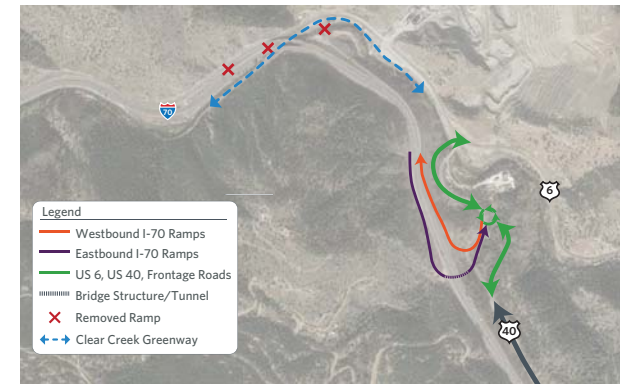 70
6
40
Legend
Westbound I-70 Ramps
Eastbound I-70 Ramps
US 6, US 40, Frontage Roads
Bridge Structure/Tunnel
Removed Ramp
Clear Creek Greenway